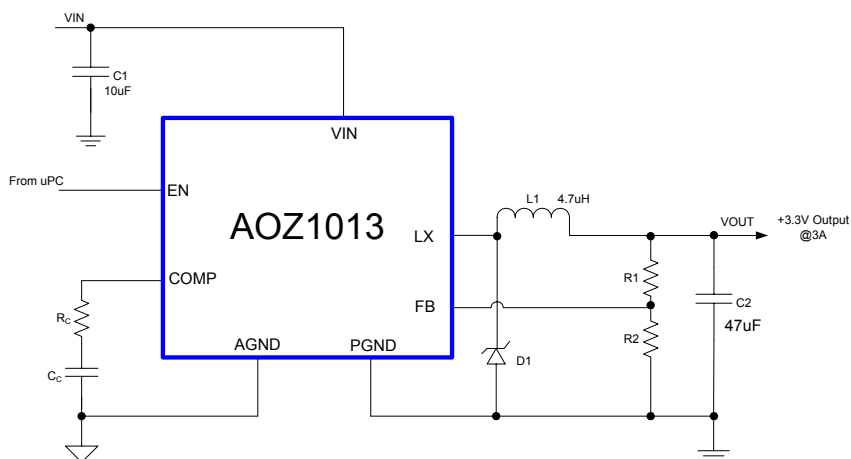 VIN
C1
10uF
VIN
From uPC
EN
L1 4.7uH
AOZ1013
LX
VOUT
+3.3V Output
@3A
COMP
R1
FB
C2
47uF
RC
AGND
PGND
R2
D1
CC